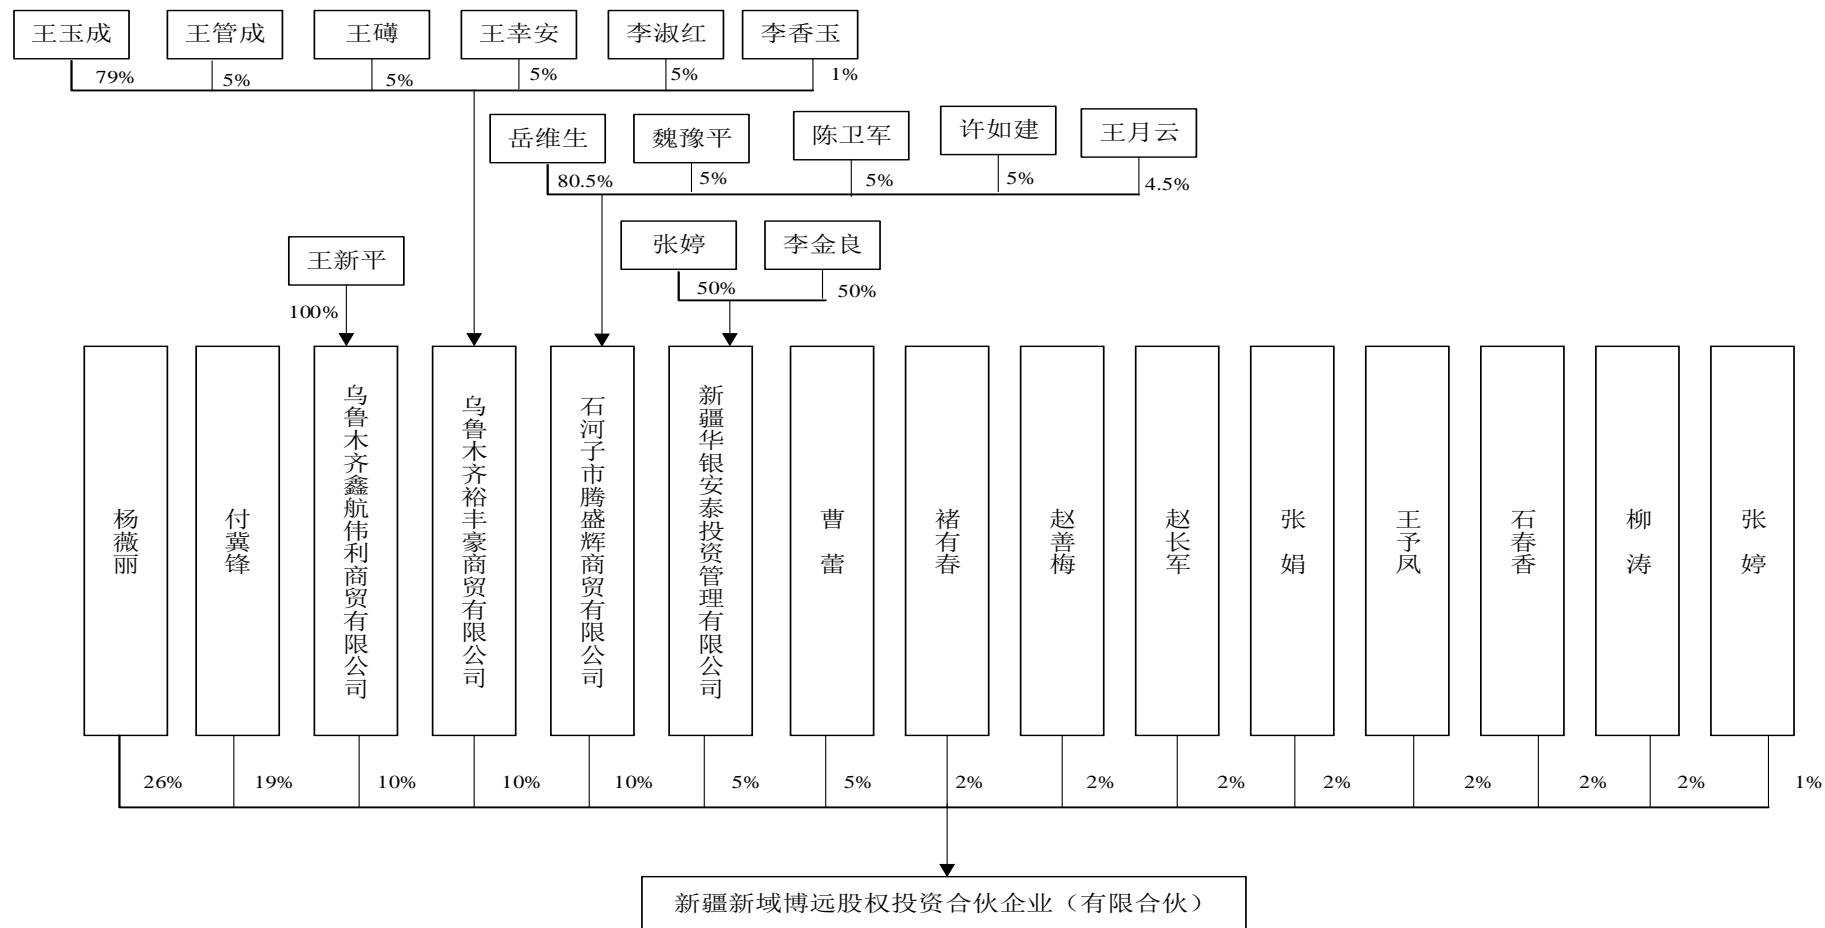 王玉成
王管成
王礡
王幸安
李淑红
李香玉
79%
5%
5%
5%
5%
1%
岳维生
魏豫平
陈卫军
许如建
王月云
80.5%
5%
5%
5%
4.5%
王新平
张婷
李金良
100%
50%
50%
杨薇丽
付冀锋
乌鲁木齐鑫航伟利商贸有限公司
乌鲁木齐裕丰豪商贸有限公司
石河子市腾盛辉商贸有限公司
新疆华银安泰投资管理有限公司
曹蕾
褚有春
赵善梅
赵长军
张娟
王予凤
石春香
柳涛
张婷
26%
19%
10%
10%
10%
5%
5%
2%
2%
2%
2%
2%
2%
2%
1%
新疆新域博远股权投资合伙企业（有限合伙）